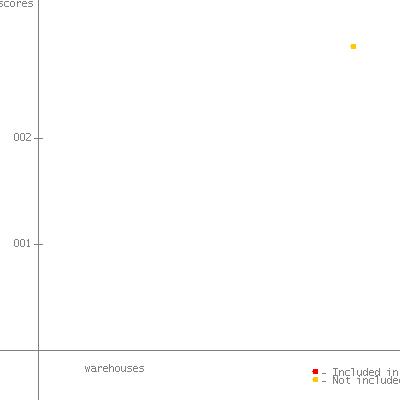 scores
002
001
warehouses
- Included in
- Not included